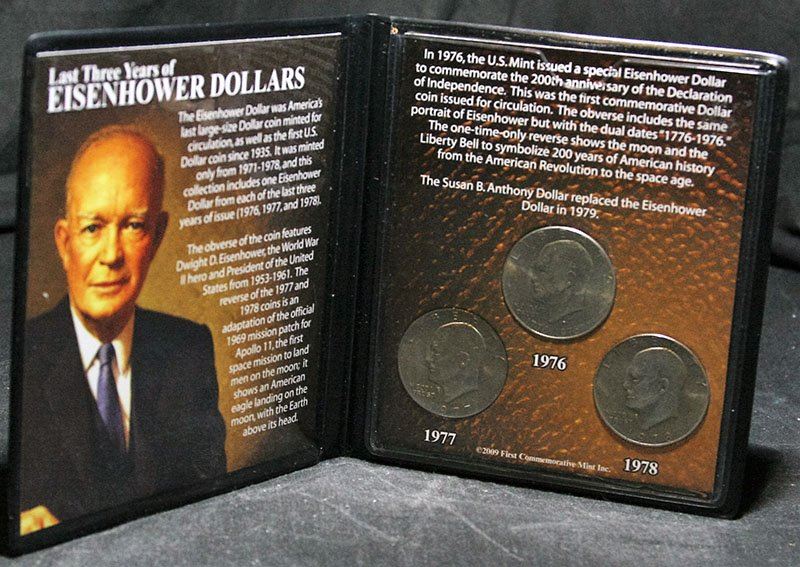 Last Three Years of
EISENHOWER DOLLARS
The Eisenhower Dollar was America's
last large-size Dollar coin minted for
circulation, as well as the first U.S.
Dollar coin since 1935. It was minted
only from 1971-1978, and this
collection includes one Eisenhower
Dollar from each of the last three
years of issue (1976, 1977, and 1978).
The obverse of the coin features
Dwight D. Eisenhower, the World War
II hero and President of the United
States from 1953-1961. The
reverse of the 1977 and
1978 coins is an
adaptation of the official
1969 mission patch for
Apollo 11, the first
space mission to land
men on the moon; it
shows an American
eagle landing on the
moon, with the Earth
above its head.
In 1976, the U.S. Mint issued a special Eisenhower Dollar
to commemorate the 200th anniversary of the Declaration
of Independence. This was the first commemorative Dollar
coin issued for circulation. The obverse includes the same
portrait of Eisenhower but with the dual dates "1776-1976."
The one-time-only reverse shows the moon and the
Liberty Bell to symbolize 200 years of American history
from the American Revolution to the space age.
The Susan B. Anthony Dollar replaced the Eisenhower
Dollar in 1979.
1976
1977
1978
©2009 First Commemorative Mint Inc.